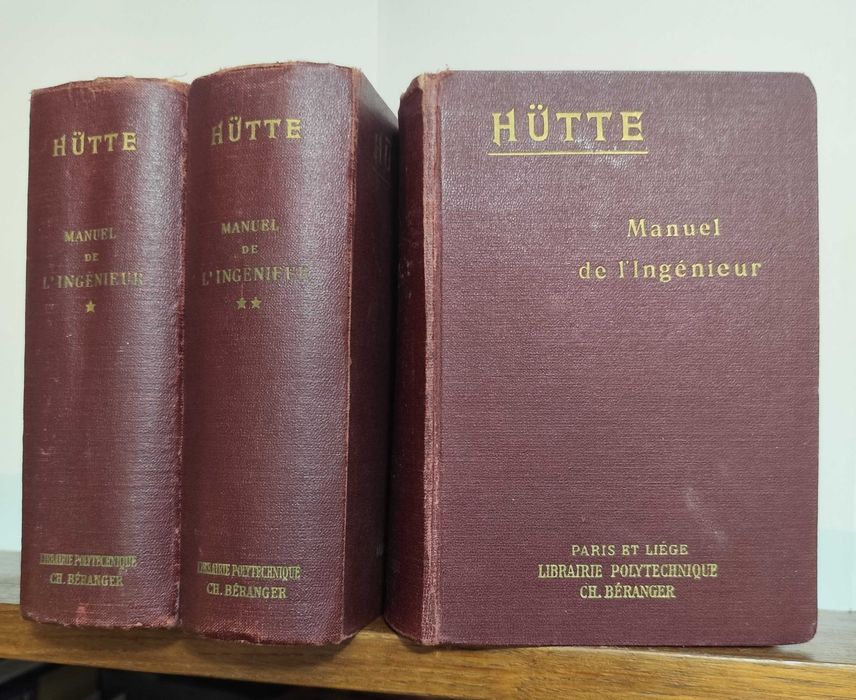 HÜTTE
MANUEL
DE
L'INGÉNIEUR
★
LIBRAIRIE POLYTECHNIQUE
CH. BÉRANGER
HÜTTE
MANUEL
DE
L'INGÉNIEUR
★★
LIBRAIRIE POLYTECHNIQUE
CH. BÉRANGER
HÜTTE
Manuel
de l'Ingénieur
PARIS ET LIÉGE
LIBRAIRIE POLYTECHNIQUE
CH. BÉRANGER